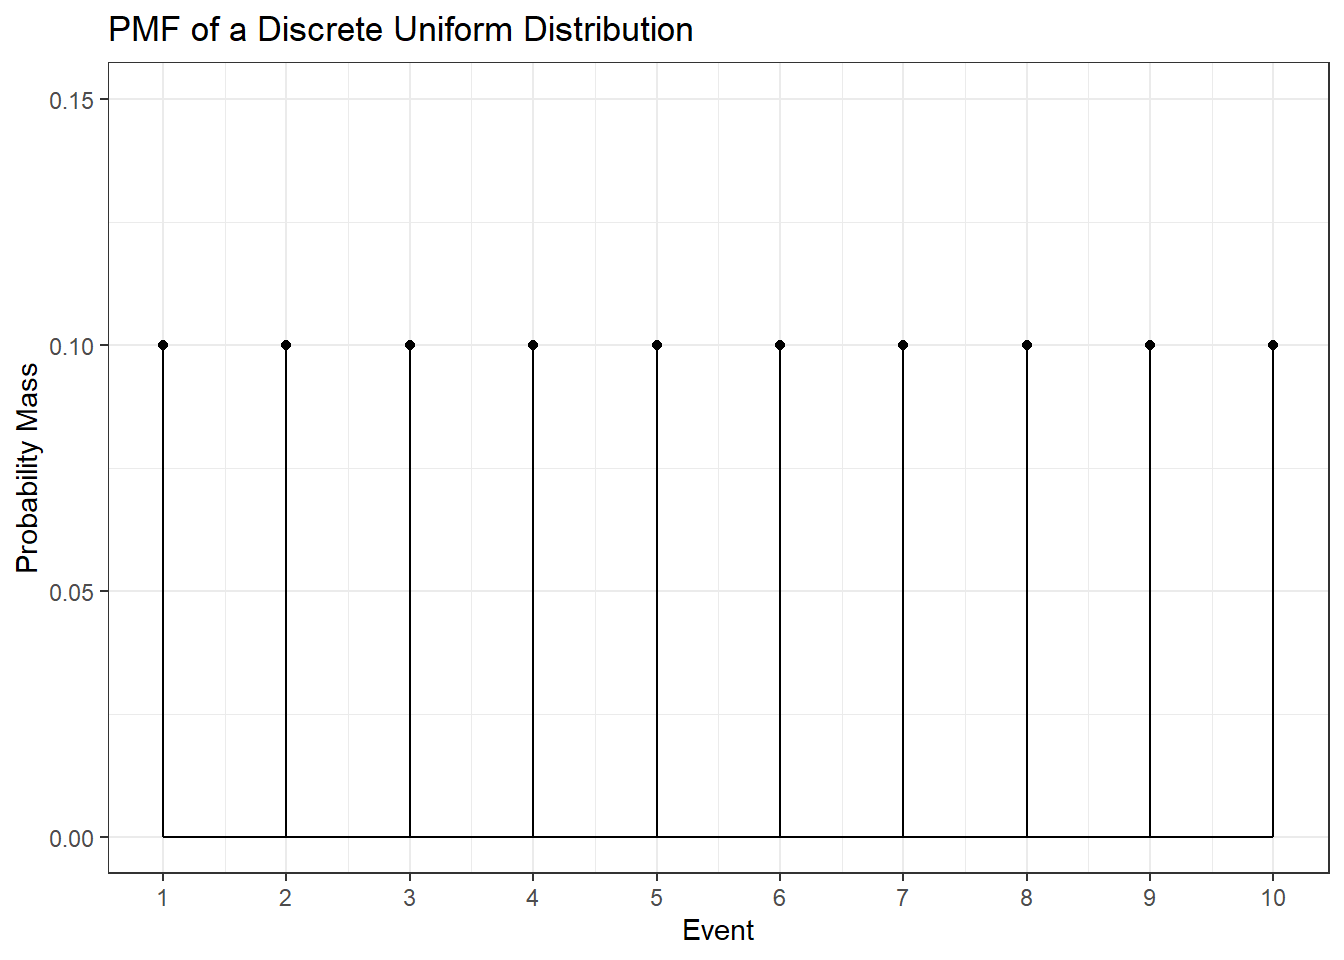 PMF of a Discrete Uniform Distribution
0.15
0.10
0.05
0.00
Probability Mass
1 2 3 4 5 6 7 8 9 10
Event